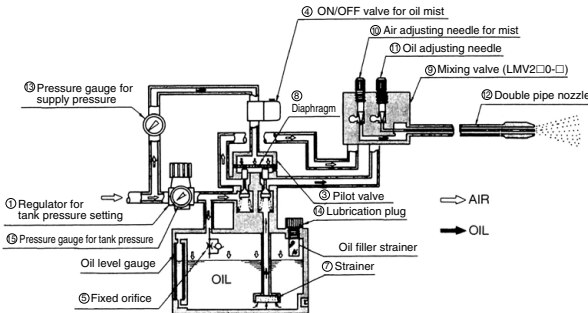 ④ ON/OFF valve for oil mist
⑩ Air adjusting needle for mist
⑪ Oil adjusting needle
⑨ Mixing valve (LMV2□0-□)
⑫ Double pipe nozzle
⑬ Pressure gauge for
supply pressure
⑧
Diaphragm
① Regulator for
tank pressure setting
③ Pilot valve
⑭ Lubrication plug
⑮ Pressure gauge for tank pressure
Oil level gauge
Oil filler strainer
⑦ Strainer
⑤ Fixed orifice
OIL
AIR
OIL